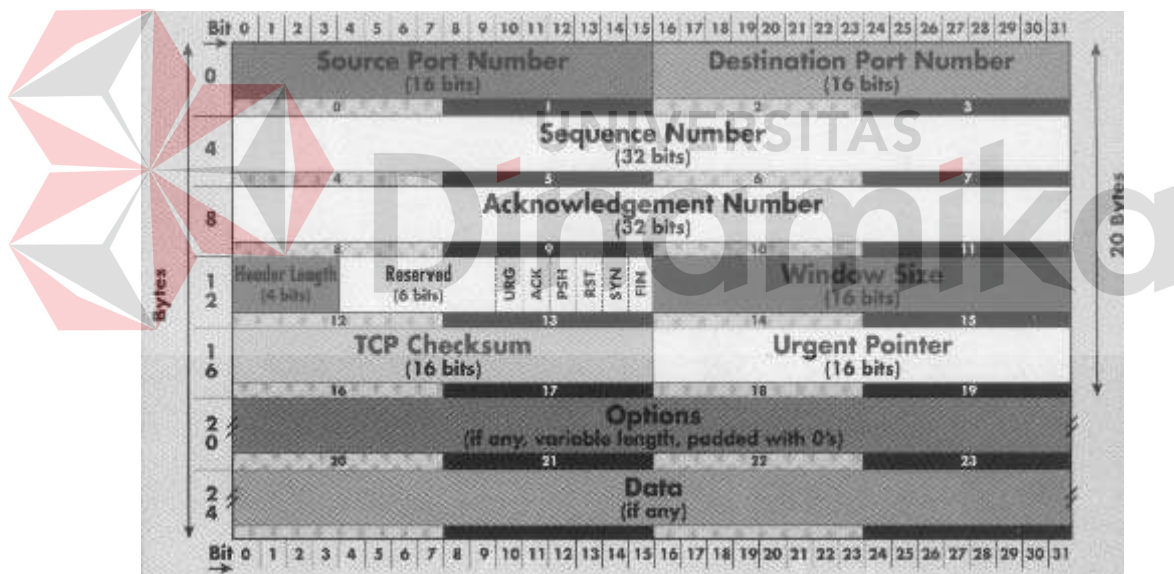 Bit 0 1 2 3 4 5 6 7 8 9 10 11 12 13 14 15 16 17 18 19 20 21 22 23 24 25 26 27 28 29 30 31
Source Port Number Destination Port Number
0 (16 bits) (16 bits)
0 1 2 3
UNIVERSITAS
Sequence Number
4 (32 bits)
4 5 6 7
Dinamika
Acknowledgement Number
8 (32 bits)
8 9 10 11
Header Length Reserved URG ACK PSH RST SYN FIN Window Size
12 (4 bits) (6 bits) (16 bits)
12 13 14 15
TCP Checksum Urgent Pointer
16 (16 bits) (16 bits)
16 17 18 19
Options
20 (if any, variable length, padded with 0's)
20 21 22 23
Data
24 (if any)
Bit 0 1 2 3 4 5 6 7 8 9 10 11 12 13 14 15 16 17 18 19 20 21 22 23 24 25 26 27 28 29 30 31
Bytes
20 Bytes